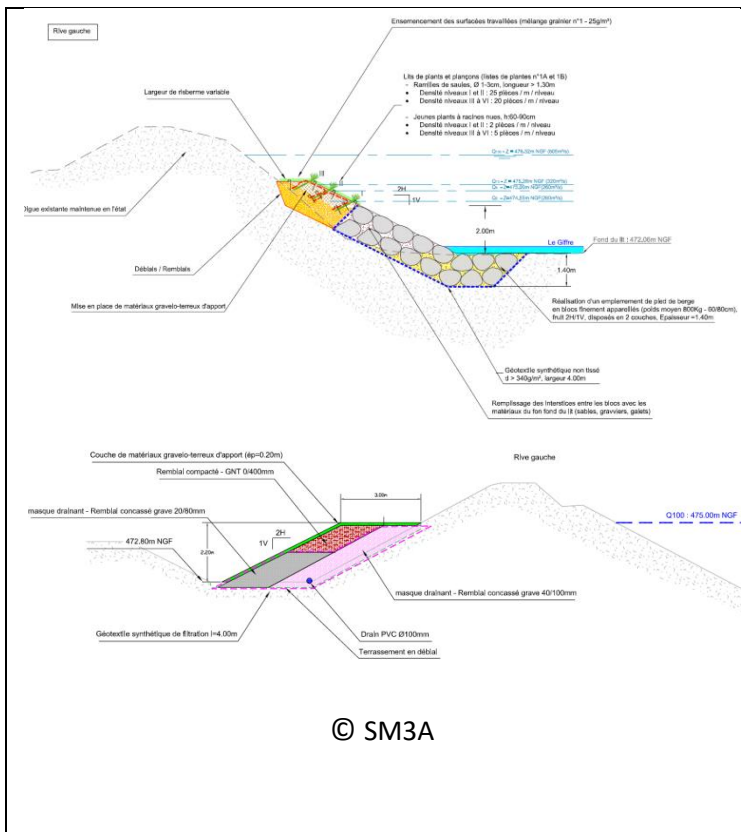 Rive gauche
Ensemencement des surfacées travaillées (mélange grainier n°1 - 25g/m²)
Largeur de risberme variable
Lits de plants et plançons (listes de plantes n°1A et 1B)
- Ramilles de saules, Ø 1-3cm, longueur > 1.30m
• Densité niveaux I et II : 25 pièces / m / niveau
• Densité niveaux III à VI : 20 pièces / m / niveau
- Jeunes plants à racines nues, h:60-90cm
• Densité niveaux I et II : 2 pièces / m / niveau
• Densité niveaux III à VI : 5 pièces / m / niveau
III
II
I
2H
1V
2.00m
Le Giffre
Fond du lit : 472.00m NGF
1.40m
igue existante maintenue en l'état
Déblais / Remblais
Mise en place de matériaux gravelo-terreux d'apport
Réalisation d'un empierrement de pied de berge
en blocs finement appareillés (poids moyen 800Kg - 60/80cm),
fruit 2H/1V, disposés en 2 couches, Epaisseur =1.40m
Géotextile synthétique non tissé
d > 340g/m², largeur 4.00m
Remplissage des interstices entre les blocs avec les
matériaux du fon fond du lit (sables, graviers, galets)
Couche de matériaux gravelo-terreux d'apport (ép=0.20m)
Remblai compacté - GNT 0/400mm
Rive gauche
3.00m
masque drainant - Remblai concassé grave 20/80mm
Q100 : 475.00m NGF
2H
1V
472.80m NGF
2.20m
masque drainant - Remblai concassé grave 40/100mm
Géotextile synthétique de filtration l=4.00m
Drain PVC Ø100mm
Terrassement en déblai
© SM3A